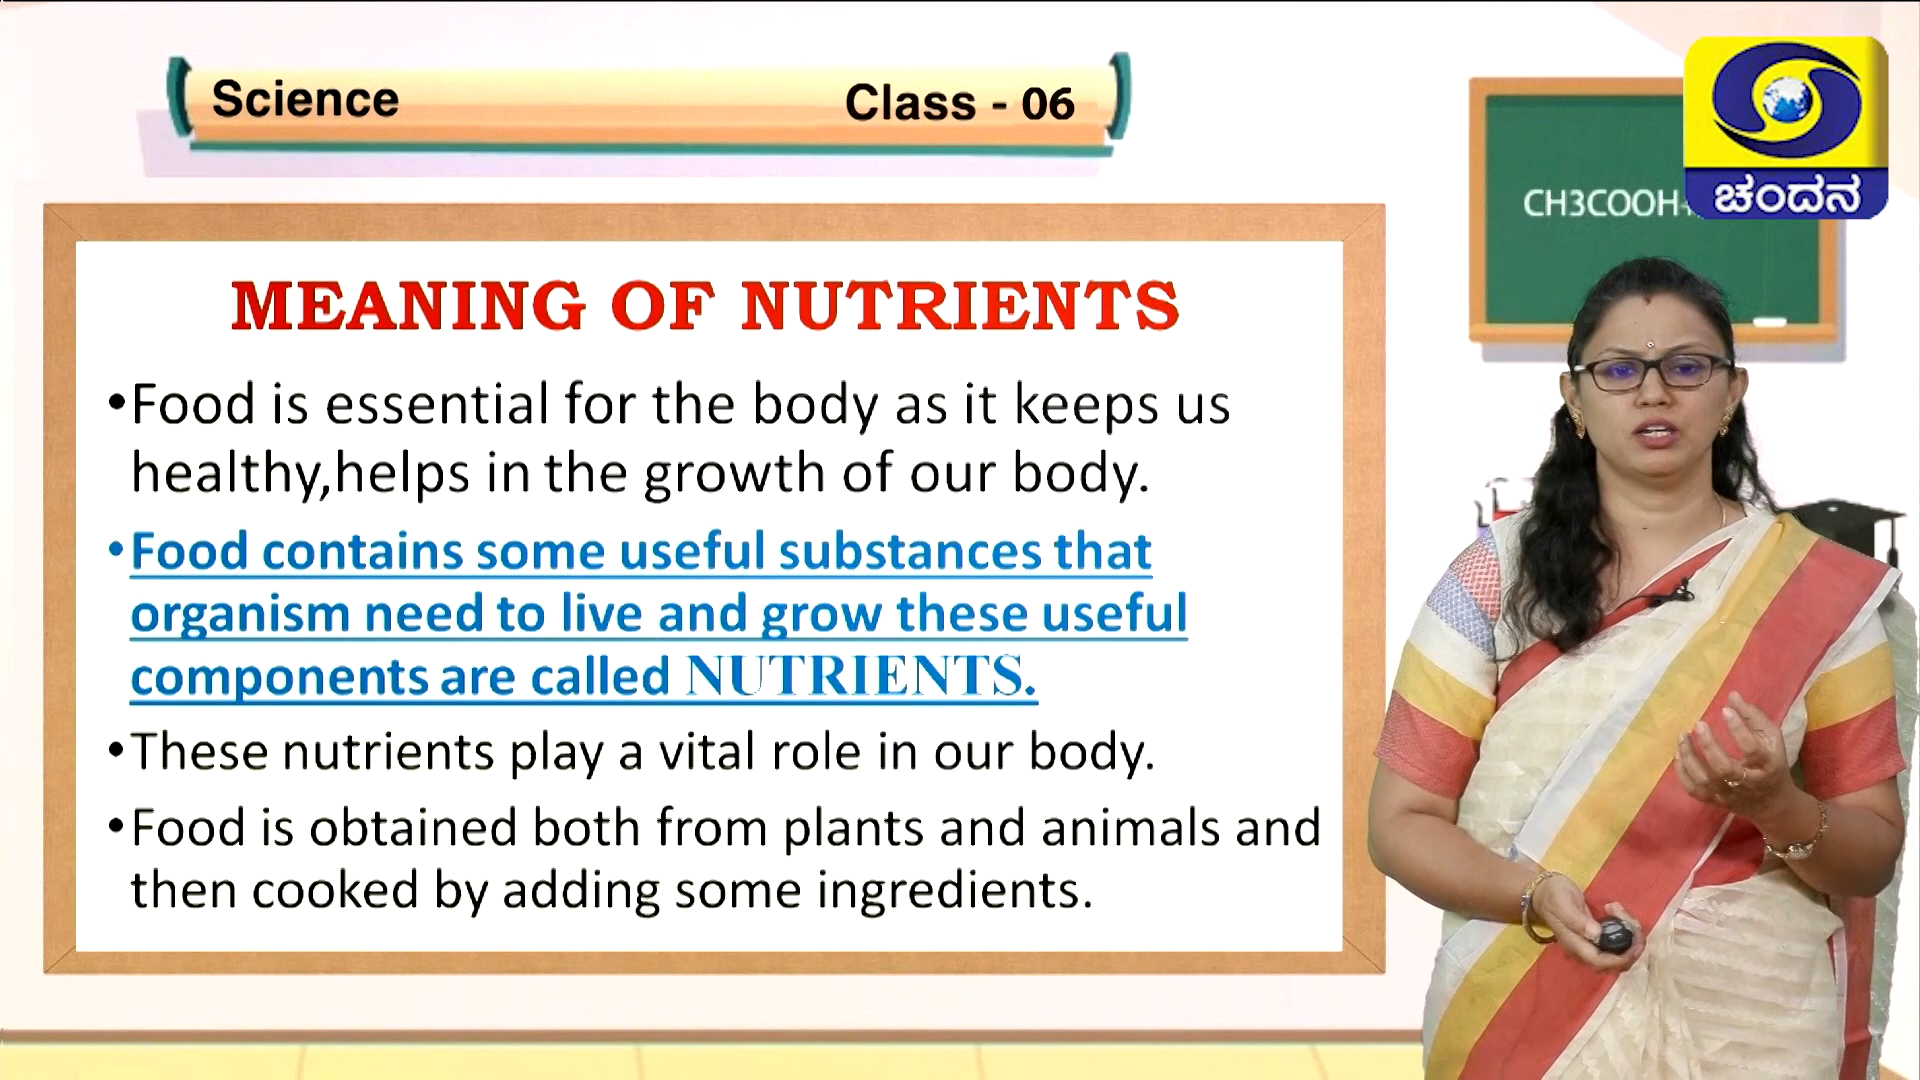 Science
Class - 06
CH3COOH+
ಚಂದನ
MEANING OF NUTRIENTS
•Food is essential for the body as it keeps us
healthy,helps in the growth of our body.
•Food contains some useful substances that
organism need to live and grow these useful
components are called NUTRIENTS.
•These nutrients play a vital role in our body.
•Food is obtained both from plants and animals and
then cooked by adding some ingredients.